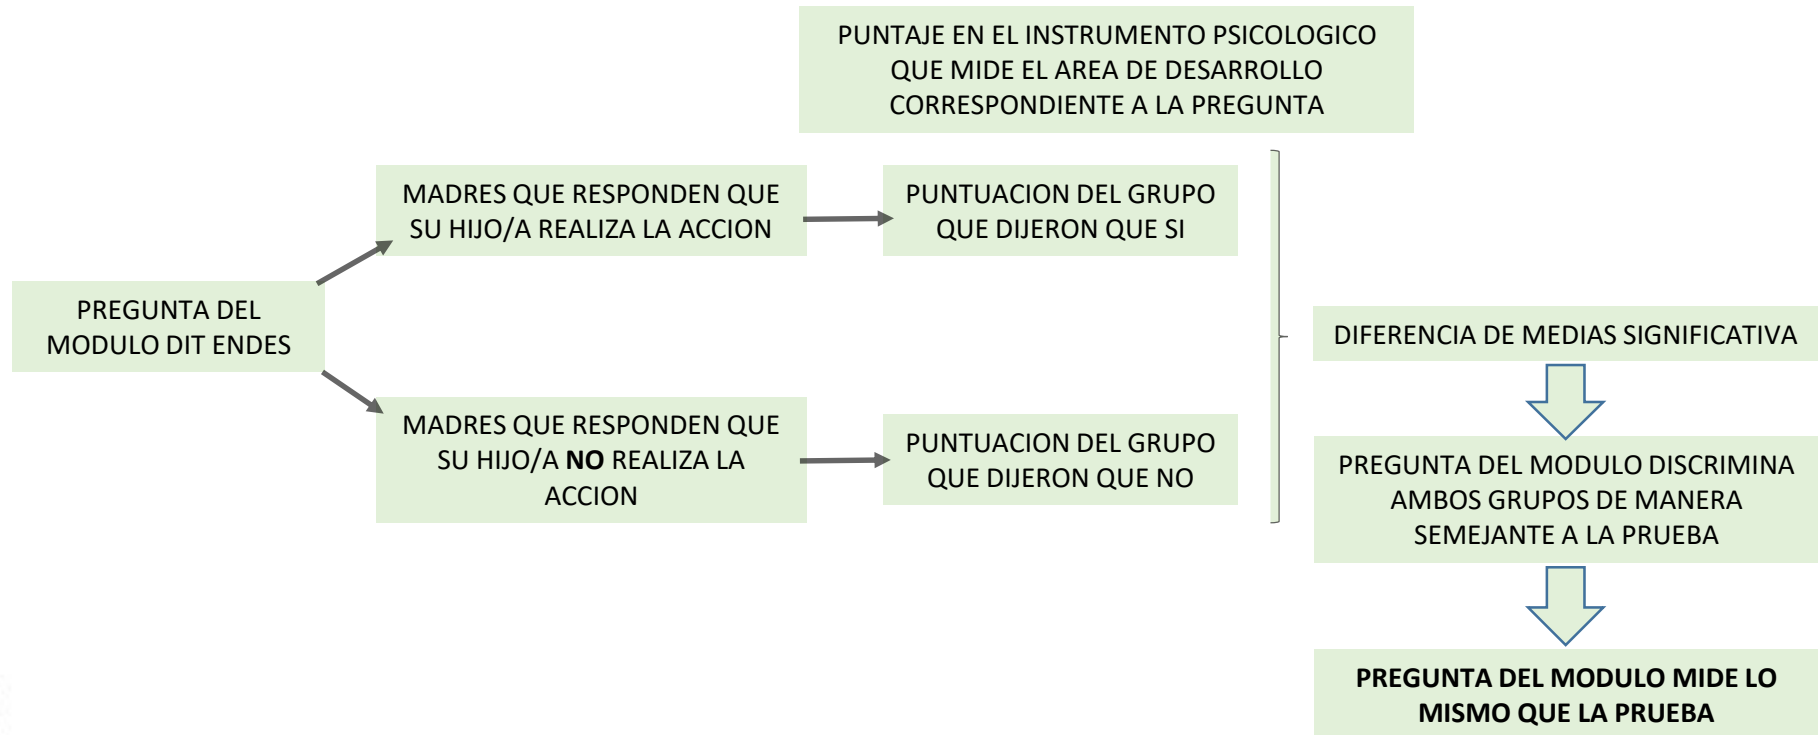 PUNTAJE EN EL INSTRUMENTO PSICOLOGICO
QUE MIDE EL AREA DE DESARROLLO
CORRESPONDIENTE A LA PREGUNTA
MADRES QUE RESPONDEN QUE
SU HIJO/A REALIZA LA ACCION
PUNTUACION DEL GRUPO
QUE DIJERON QUE SI
PREGUNTA DEL
MODULO DIT ENDES
MADRES QUE RESPONDEN QUE
SU HIJO/A NO REALIZA LA
ACCION
PUNTUACION DEL GRUPO
QUE DIJERON QUE NO
DIFERENCIA DE MEDIAS SIGNIFICATIVA
PREGUNTA DEL MODULO DISCRIMINA
AMBOS GRUPOS DE MANERA
SEMEJANTE A LA PRUEBA
PREGUNTA DEL MODULO MIDE LO
MISMO QUE LA PRUEBA